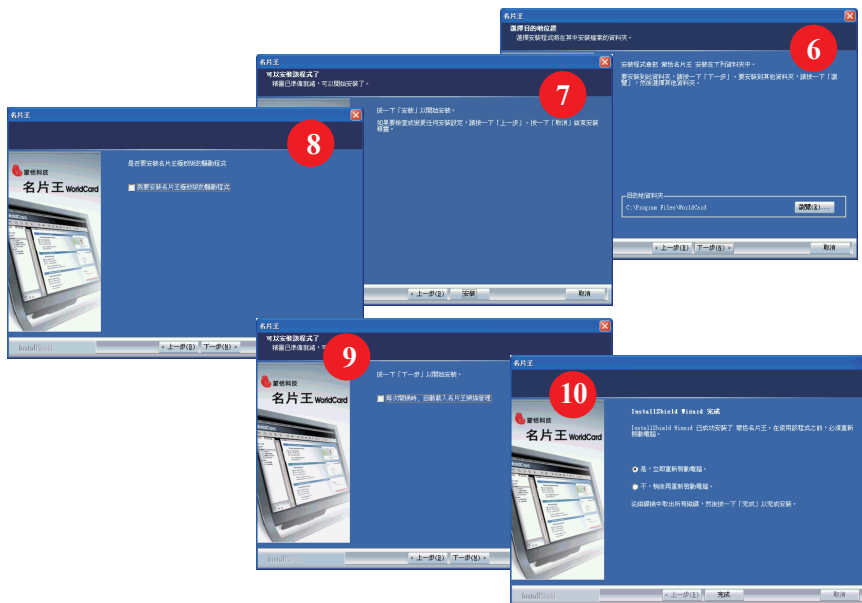 名片王
選擇目的地位置
選擇安裝程式將在其中安裝檔案的資料夾。
6
安裝程式會把 蒙恬名片王 安裝在下列資料夾中。
要安裝到此資料夾,請按一下「下一步」。要安裝到其他資料夾,請按一下「瀏
覽」,然後選擇其他資料夾。
目的地資料夾
C:\Program Files\WorldCard
瀏覽(R)...
< 上一步(B)
下一步(N) >
取消
名片王
可以安裝該程式了
精靈已準備就緒,可以開始安裝了。
7
按一下「安裝」以開始安裝。
如果要檢查或變更任何安裝設定,請按一下「上一步」。按一下「取消」結束安裝
精靈。
< 上一步(B)
安裝
取消
名片王
8
蒙恬科技
名片王 WorldCard
是否要安裝名片王極致版的驅動程式
我要安裝名片王極致版的驅動程式
InstallShield
< 上一步(B)
下一步(N) >
名片王
可以安裝該程式了
精靈已準備就緒,可
9
蒙恬科技
名片王 WorldCard
按一下「下一步」以開始安裝。
每次開機時,自動載入名片王掃描管理
InstallShield
< 上一步(B)
下一步(N) >
名片王
10
蒙恬科技
名片王 WorldCard
InstallShield Wizard 完成
InstallShield Wizard 已成功安裝了 蒙恬名片王。在使用該程式之前,必須重新
啟動電腦。
是,立即重新啟動電腦。
不,稍後再重新啟動電腦。
從磁碟機中取出所有磁碟,然後按一下「完成」以完成安裝。
InstallShield
< 上一步(B)
完成
取消